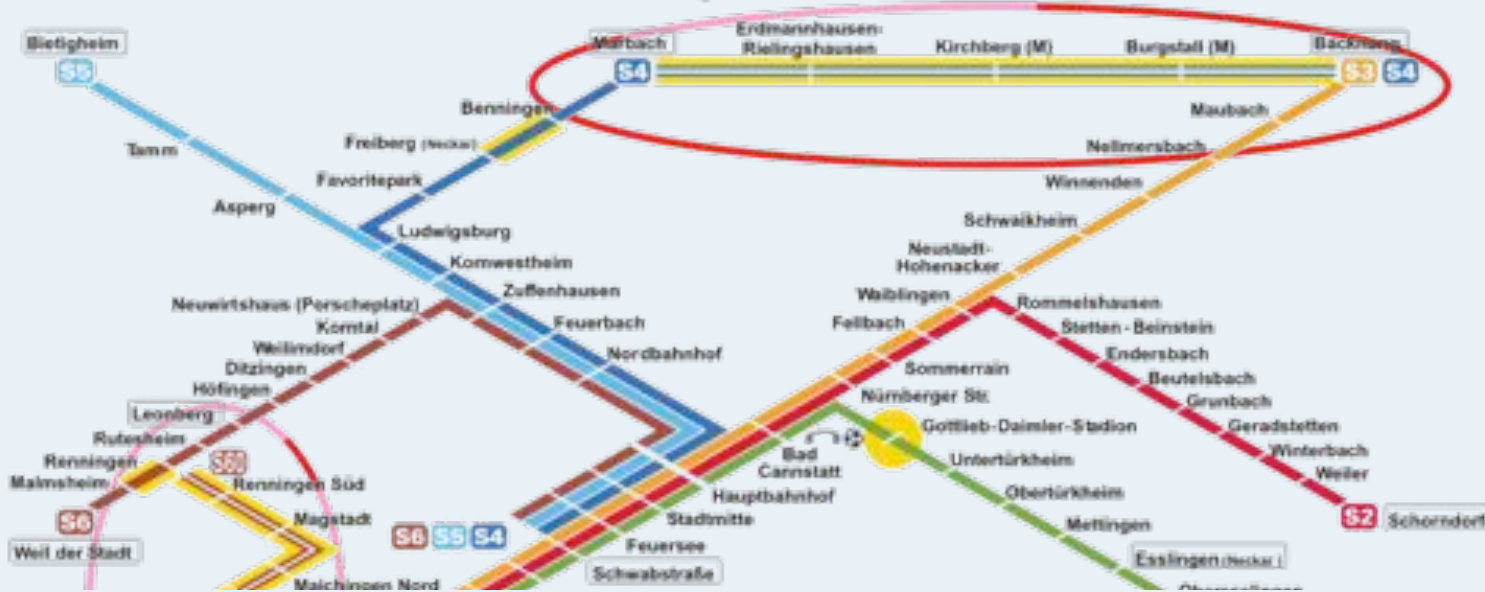 Bietigheim
S5
Marbach
S4
Erdmannhausen-
Rielingshausen
Kirchberg (M)
Burgstall (M)
Backnang
S3 S4
Benningen
Freiberg (Neckar)
Favoritepark
Tamm
Asperg
Ludwigsburg
Kornwestheim
Zuffenhausen
Feuerbach
Nordbahnhof
Maubach
Nellmersbach
Winnenden
Schwaikheim
Neustadt-
Hohenacker
Waiblingen
Fellbach
Sommerrain
Nürnberger Str.
Rommelshausen
Stetten - Beinstein
Endersbach
Beutelsbach
Grunbach
Geradstetten
Winterbach
Weiler
S2 Schorndorf
Neuwirtshaus (Porscheplatz)
Korntal
Weilimdorf
Ditzingen
Höfingen
Leonberg
Rutesheim
Renningen
Malmsheim
S6
Weil der Stadt
S60
Renningen Süd
Magstadt
Maichingen Nord
S6 S5 S4
Gottlieb-Daimler-Stadion
Bad
Cannstatt
Hauptbahnhof
Stadtmitte
Feuersee
Schwabstraße
Untertürkheim
Obertürkheim
Mettingen
Esslingen (Neckar)
Oberesslingen